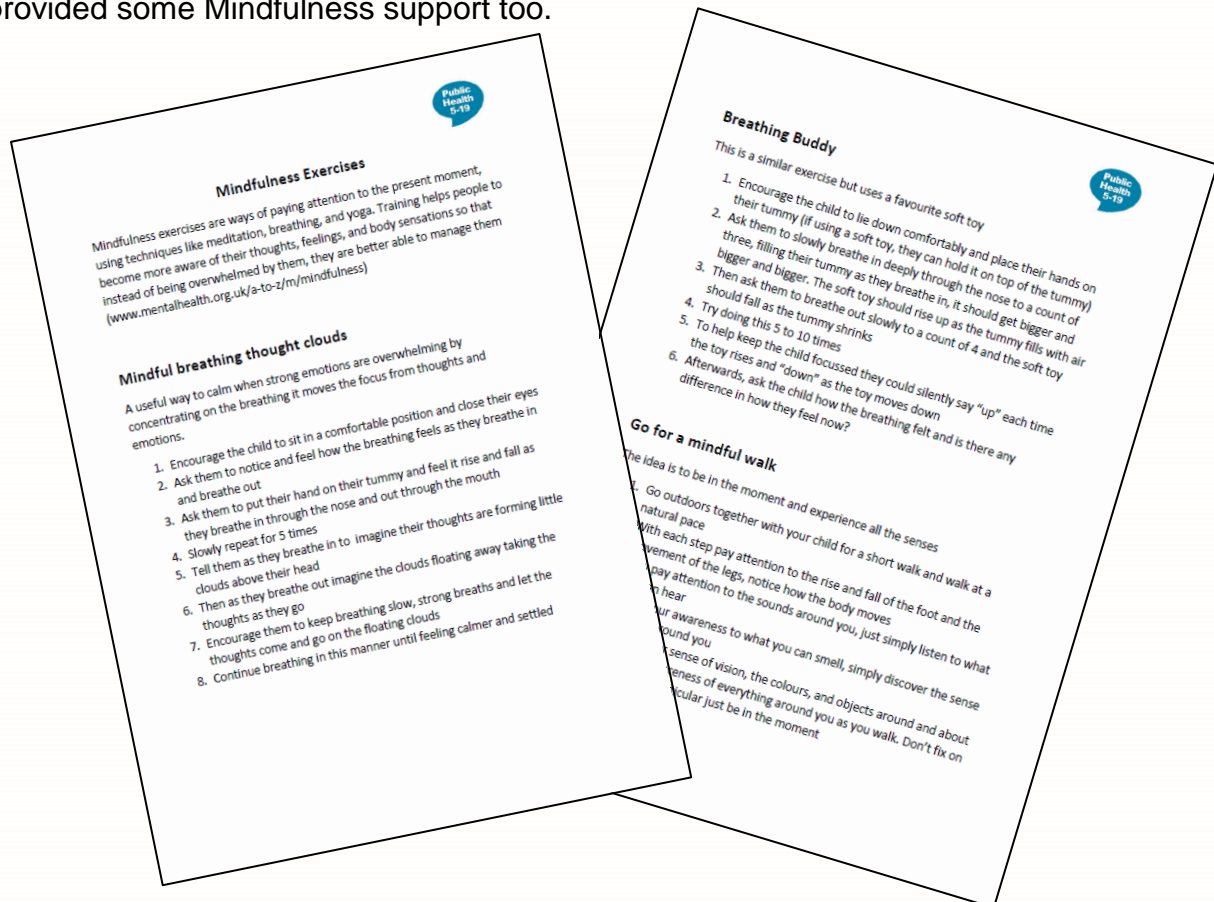 provided some Mindfulness support too.
Public
Health
5-19
Mindfulness Exercises
Mindfulness exercises are ways of paying attention to the present moment,
using techniques like meditation, breathing, and yoga. Training helps people to
become more aware of their thoughts, feelings, and body sensations so that
instead of being overwhelmed by them, they are better able to manage them
(www.mentalhealth.org.uk/a-to-z/m/mindfulness)
Mindful breathing thought clouds
A useful way to calm when strong emotions are overwhelming by
concentrating on the breathing it moves the focus from thoughts and
emotions.
1. Encourage the child to sit in a comfortable position and close their eyes
2. Ask them to notice and feel how the breathing feels as they breathe in
and breathe out
3. Ask them to put their hand on their tummy and feel it rise and fall as
they breathe in through the nose and out through the mouth
4. Slowly repeat for 5 times
5. Tell them as they breathe in to imagine their thoughts are forming little
clouds above their head
6. Then as they breathe out imagine the clouds floating away taking the
thoughts as they go
7. Encourage them to keep breathing slow, strong breaths and let the
thoughts come and go on the floating clouds
8. Continue breathing in this manner until feeling calmer and settled
Public
Health
5-19
Breathing Buddy
This is a similar exercise but uses a favourite soft toy
1. Encourage the child to lie down comfortably and place their hands on
their tummy (if using a soft toy, they can hold it on top of the tummy)
2. Ask them to slowly breathe in deeply through the nose to a count of
three, filling their tummy as they breathe in, it should get bigger and
bigger and bigger. The soft toy should rise up as the tummy fills with air
3. Then ask them to breathe out slowly to a count of 4 and the soft toy
should fall as the tummy shrinks
4. Try doing this 5 to 10 times
5. To help keep the child focussed they could silently say “up” each time
the toy rises and “down” as the toy moves down
6. Afterwards, ask the child how the breathing felt and is there any
difference in how they feel now?
Go for a mindful walk
The idea is to be in the moment and experience all the senses
1. Go outdoors together with your child for a short walk and walk at a
natural pace
With each step pay attention to the rise and fall of the foot and the
vement of the legs, notice how the body moves
pay attention to the sounds around you, just simply listen to what
n hear
ur awareness to what you can smell, simply discover the sense
ound you
sense of vision, the colours, and objects around and about
reness of everything around you as you walk. Don’t fix on
icular just be in the moment